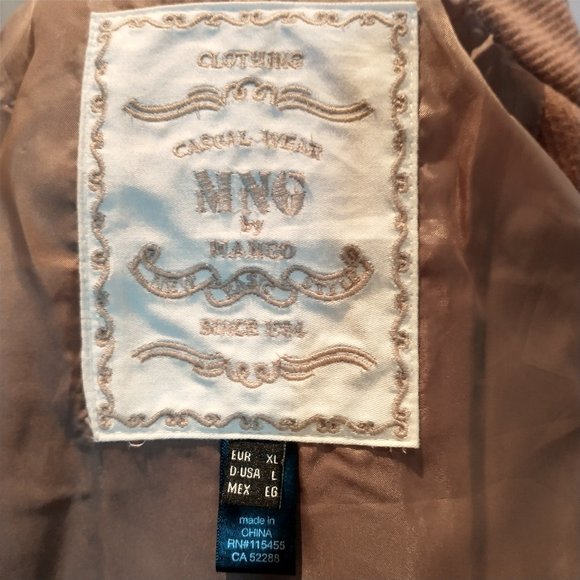 CLOTHING
CASUAL WEAR
MNG
by
MANGO
SINCE 1984
EUR XL
D-USA L
MEX EG
made in
CHINA
RN#115455
CA 52288